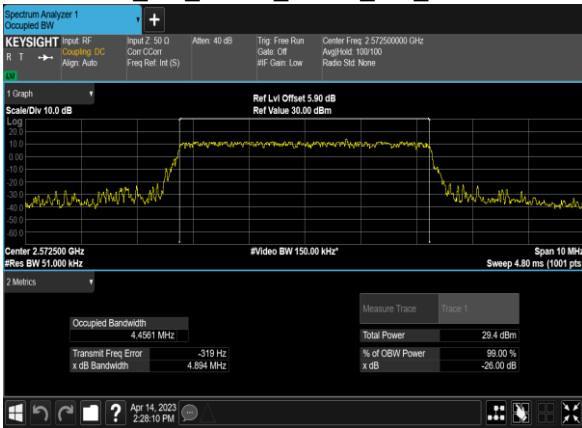 Spectrum Analyzer 1
Occupied BW
+
KEYSIGHT Input: RF Input Z: 50 Ω Atten: 40 dB Trig: Free Run Center Freq: 2.572500000 GHz
R T Coupling: DC Corr CCorr Gate: Off Avg|Hold: 100/100
Align: Auto Freq Ref: Int (S) #IF Gain: Low Radio Std: None
1 Graph Ref Lvl Offset 5.90 dB
Scale/Div 10.0 dB Ref Value 30.00 dBm
Log
20.0
10.0
0.00
-10.0
-20.0
-30.0
-40.0
-50.0
-60.0
Center 2.572500 GHz #Video BW 150.00 kHz* Span 10 MHz
#Res BW 51.000 kHz Sweep 4.80 ms (1001 pts
2 Metrics
Measure Trace Trace 1
Occupied Bandwidth
4.4561 MHz Total Power 29.4 dBm
Transmit Freq Error -319 Hz % of OBW Power 99.00 %
x dB Bandwidth 4.894 MHz x dB -26.00 dB
? Apr 14, 2023
2:28:10 PM